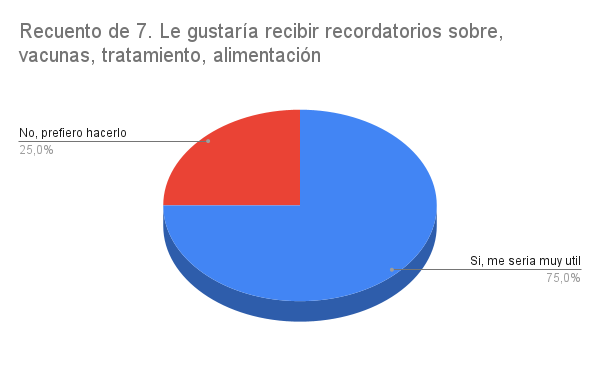 Recuento de 7. Le gustaría recibir recordatorios sobre,
vacunas, tratamiento, alimentación
No, prefiero hacerlo
25,0%
Si, me seria muy util
75,0%